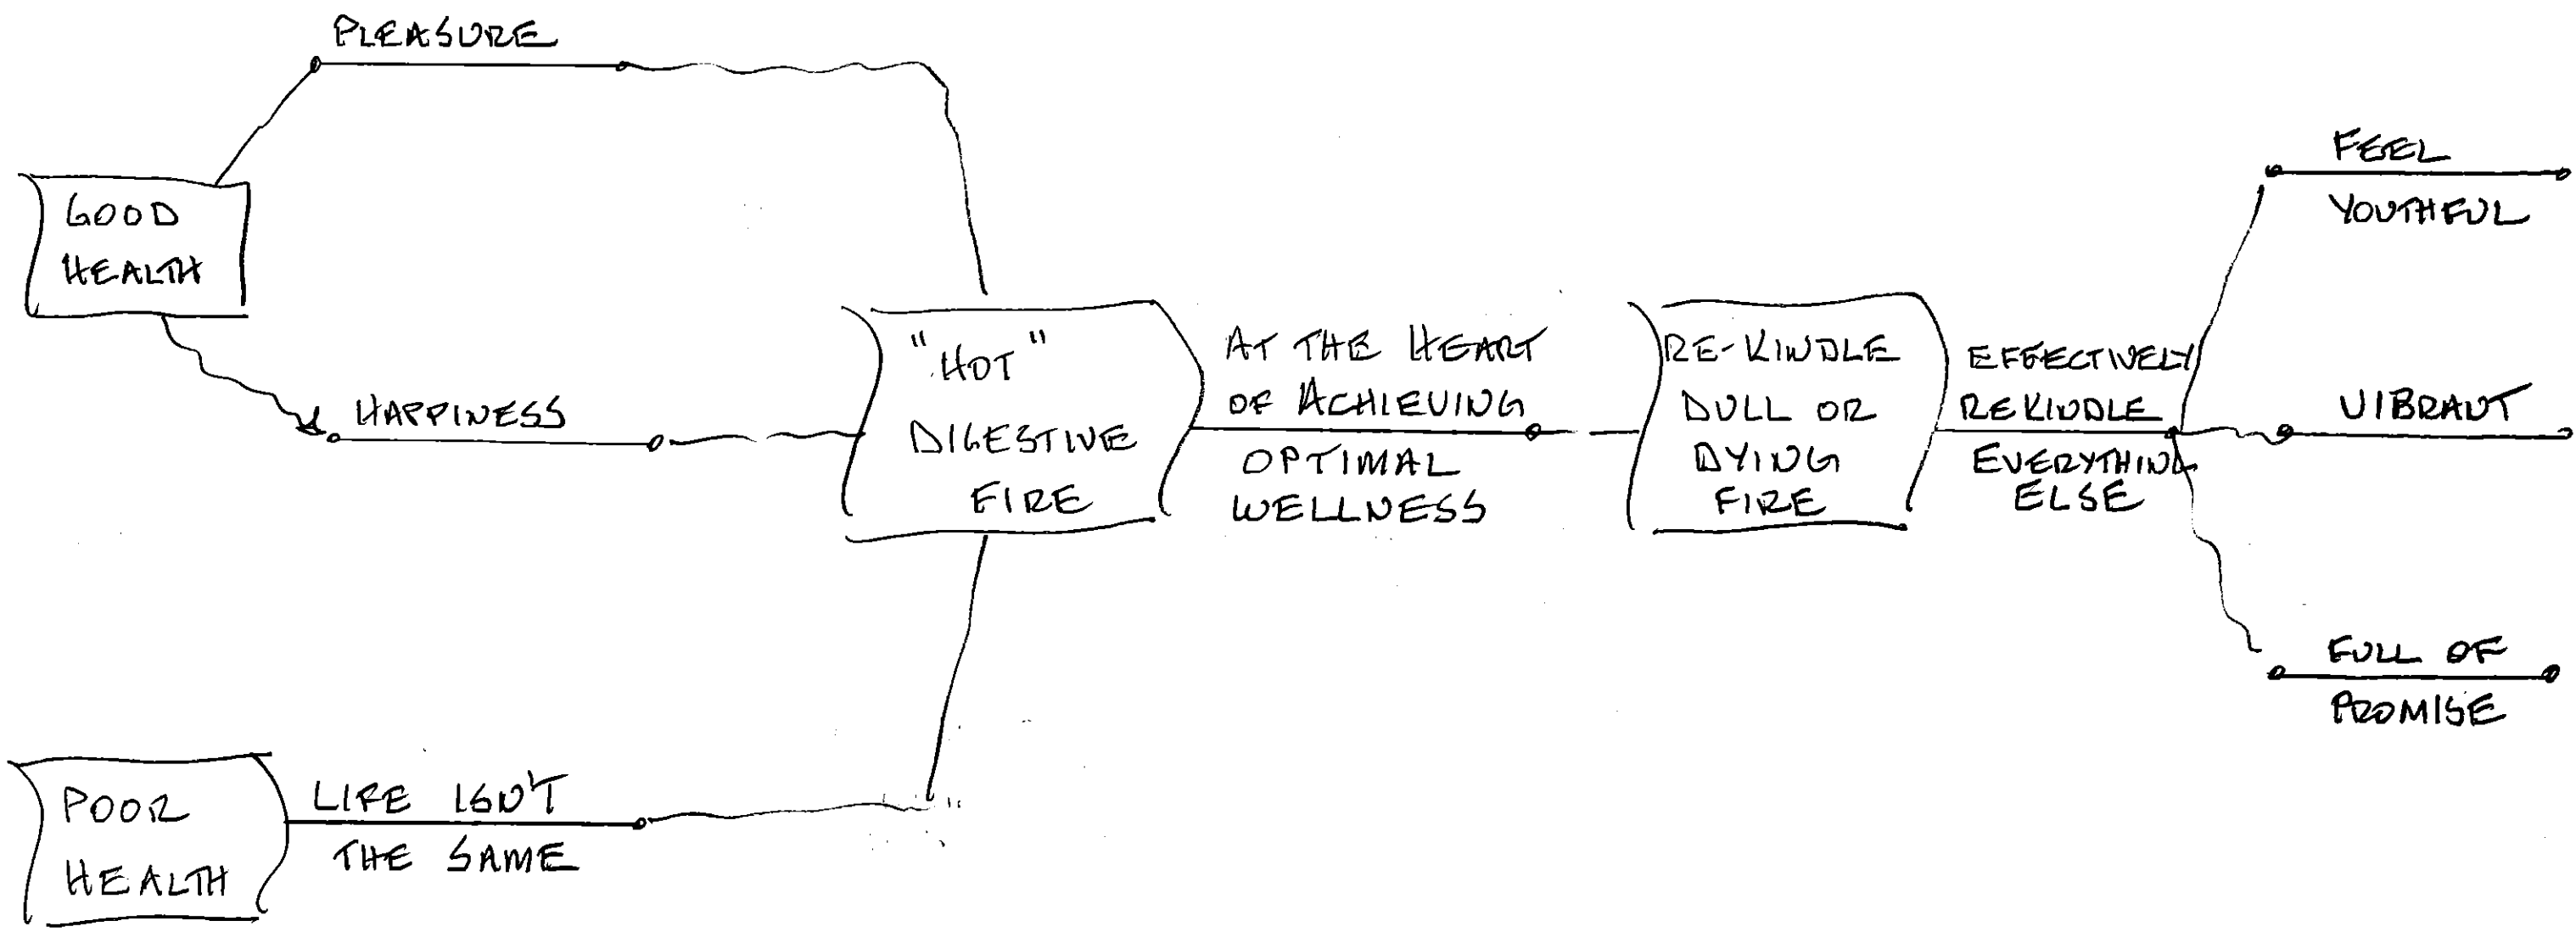 PLEASURE
GOOD
HEALTH
HAPPINESS
POOR
HEALTH
LIFE ISN'T
THE SAME
"HOT"
DIGESTIVE
FIRE
AT THE HEART
OF ACHIEVING
OPTIMAL
WELLNESS
RE-KINDLE
DULL OR
DYING
FIRE
EFFECTIVELY
REKINDLE
EVERYTHING
ELSE
FEEL
YOUTHFUL
VIBRANT
FULL OF
PROMISE